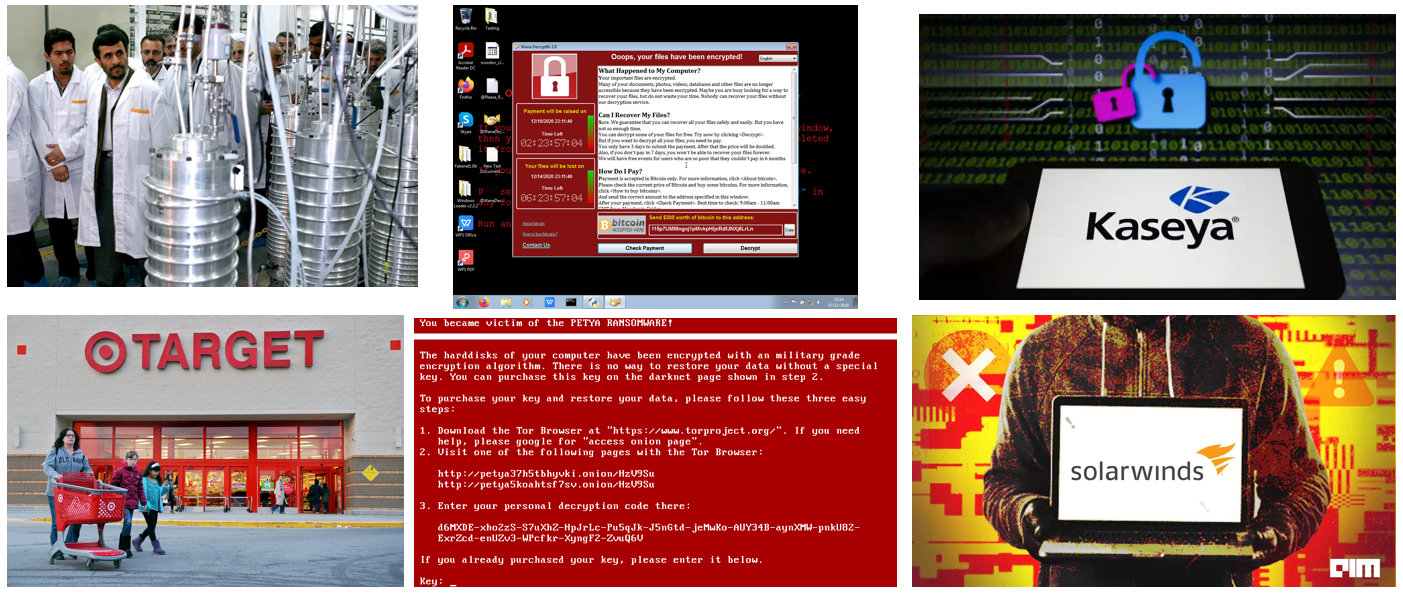 Recycle Bin
Testing
Acrobat Reader DC
Firefox
Skype
WPS Office
WPS PDF
Wana Decrypt0r 2.0
Ooops, your files have been encrypted!
English
What Happened to My Computer?
Your important files are encrypted.
Many of your documents, photos, videos, databases and other files are no longer
accessible because they have been encrypted. Maybe you are busy looking for a way to
recover your files, but do not waste your time. Nobody can recover your files without
our decryption service.
Can I Recover My Files?
Sure. We guarantee that you can recover all your files safely and easily. But you have
not so enough time.
You can decrypt some of your files for free. Try now by clicking <Decrypt>.
But if you want to decrypt all your files, you need to pay.
You only have 3 days to submit the payment. After that the price will be doubled.
Also, if you don't pay in 7 days, you won't be able to recover your files forever.
We will have free events for users who are so poor that they couldn't pay in 6 months.
How Do I Pay?
Payment is accepted in Bitcoin only. For more information, click <About bitcoin>.
Please check the current price of Bitcoin and buy some bitcoins. For more information,
click <How to buy bitcoins>.
And send the correct amount to the address specified in this window.
After your payment, click <Check Payment>. Best time to check: 9:00am - 11:00am
Payment will be raised on
12/10/2020 23:11:40
Time Left
02:23:57:04
Your files will be lost on
12/14/2020 23:11:40
Time Left
06:23:57:04
About bitcoin
How to buy bitcoins?
Contact Us
bitcoin
ACCEPTED HERE
Send $300 worth of bitcoin to this address:
Copy
Check Payment
Decrypt
Kaseya®
TARGET
You became victim of the PETYA RANSOMWARE!
The harddisks of your computer have been encrypted with an military grade
encryption algorithm. There is no way to restore your data without a special
key. You can purchase this key on the darknet page shown in step 2.
To purchase your key and restore your data, please follow these three easy
steps:
1. Download the Tor Browser at "https://www.torproject.org/". If you need
help, please google for "access onion page".
2. Visit one of the following pages with the Tor Browser:
http://petya37h5tbhyvki.onion/HzV9Su
http://petya5koahtsf7sv.onion/HzV9Su
3. Enter your personal decryption code there:
d6MXDE-xho2zS-S7uXhZ-HpJrLc-Pu5qJk-J5nGtd-jeMwKo-AUY34B-aynXMW-pnkU82-
ExrZcd-enUZv3-WPcfkr-XyngF2-ZvuQ6V
If you already purchased your key, please enter it below.
Key: _
solarwinds
AIM